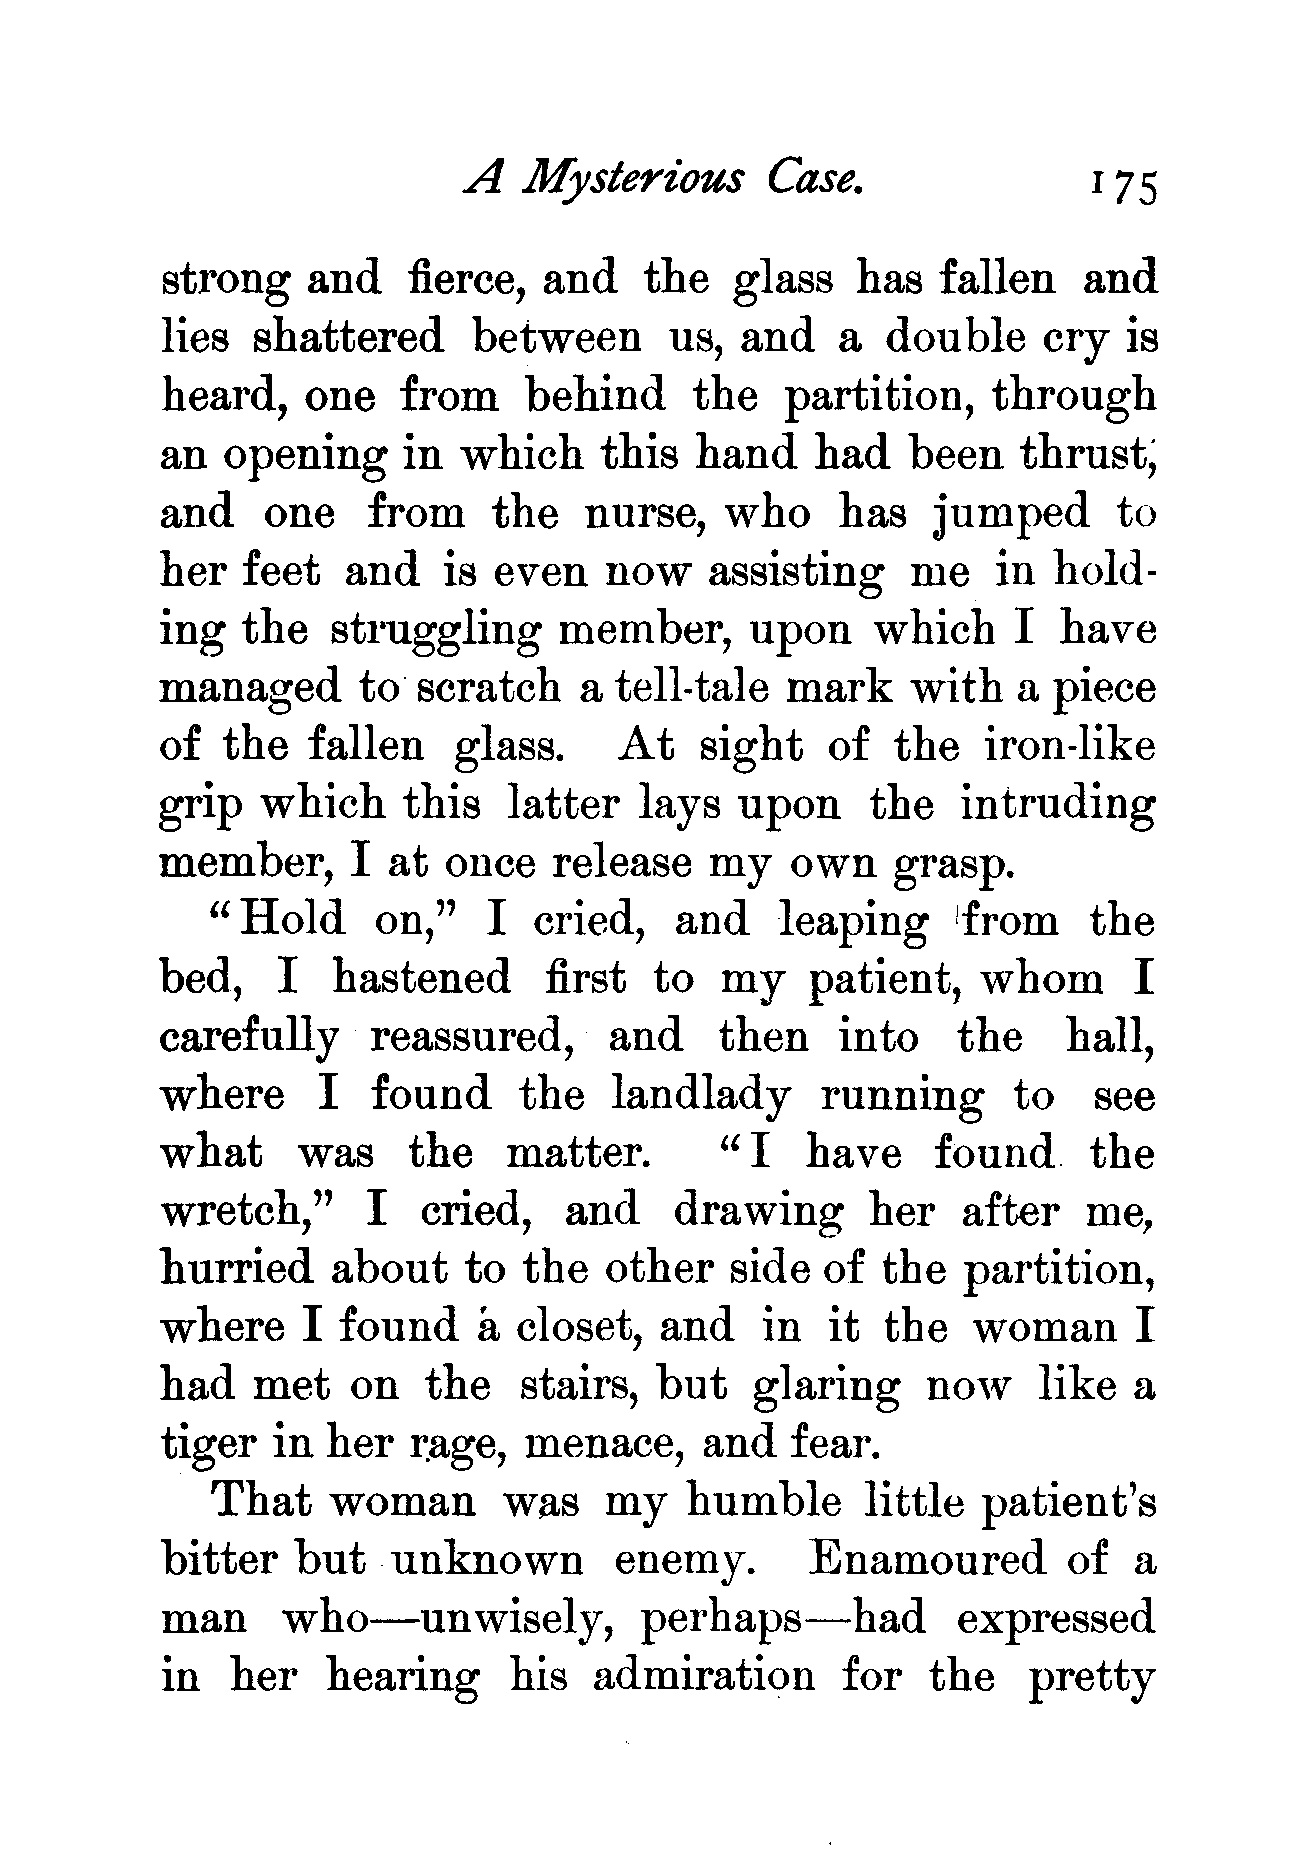 A Mysterious Case. 175
strong and fierce, and the glass has fallen and
lies shattered between us, and a double cry is
heard, one from behind the partition, through
an opening in which this hand had been thrust;
and one from the nurse, who has jumped to
her feet and is even now assisting me in hold-
ing the struggling member, upon which I have
managed to scratch a tell-tale mark with a piece
of the fallen glass. At sight of the iron-like
grip which this latter lays upon the intruding
member, I at once release my own grasp.
"Hold on," I cried, and leaping from the
bed, I hastened first to my patient, whom I
carefully reassured, and then into the hall,
where I found the landlady running to see
what was the matter. "I have found the
wretch," I cried, and drawing her after me,
hurried about to the other side of the partition,
where I found a closet, and in it the woman I
had met on the stairs, but glaring now like a
tiger in her rage, menace, and fear.
That woman was my humble little patient's
bitter but unknown enemy. Enamoured of a
man who—unwisely, perhaps—had expressed
in her hearing his admiration for the pretty